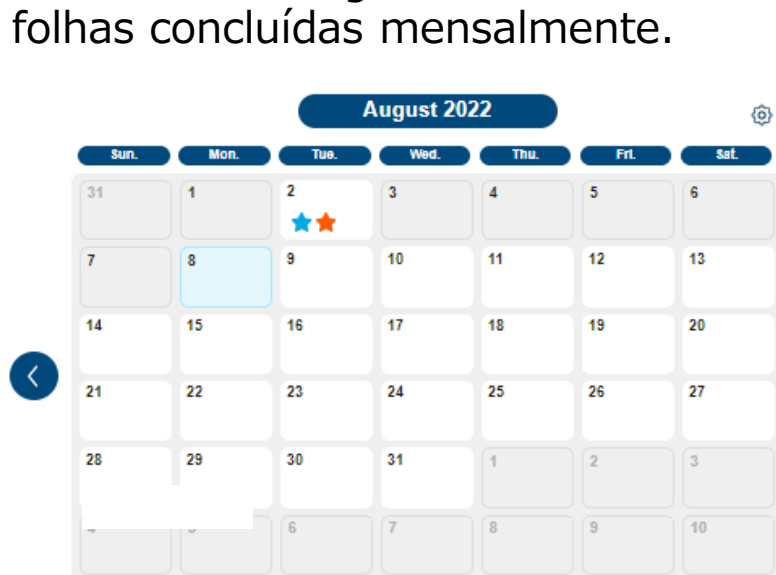 folhas concluídas mensalmente.
August 2022
Sun. Mon. Tue. Wed. Thu. Fri. Sat.
31 1 2 3 4 5 6
7 8 9 10 11 12 13
14 15 16 17 18 19 20
21 22 23 24 25 26 27
28 29 30 31 1 2 3
6 7 8 9 10